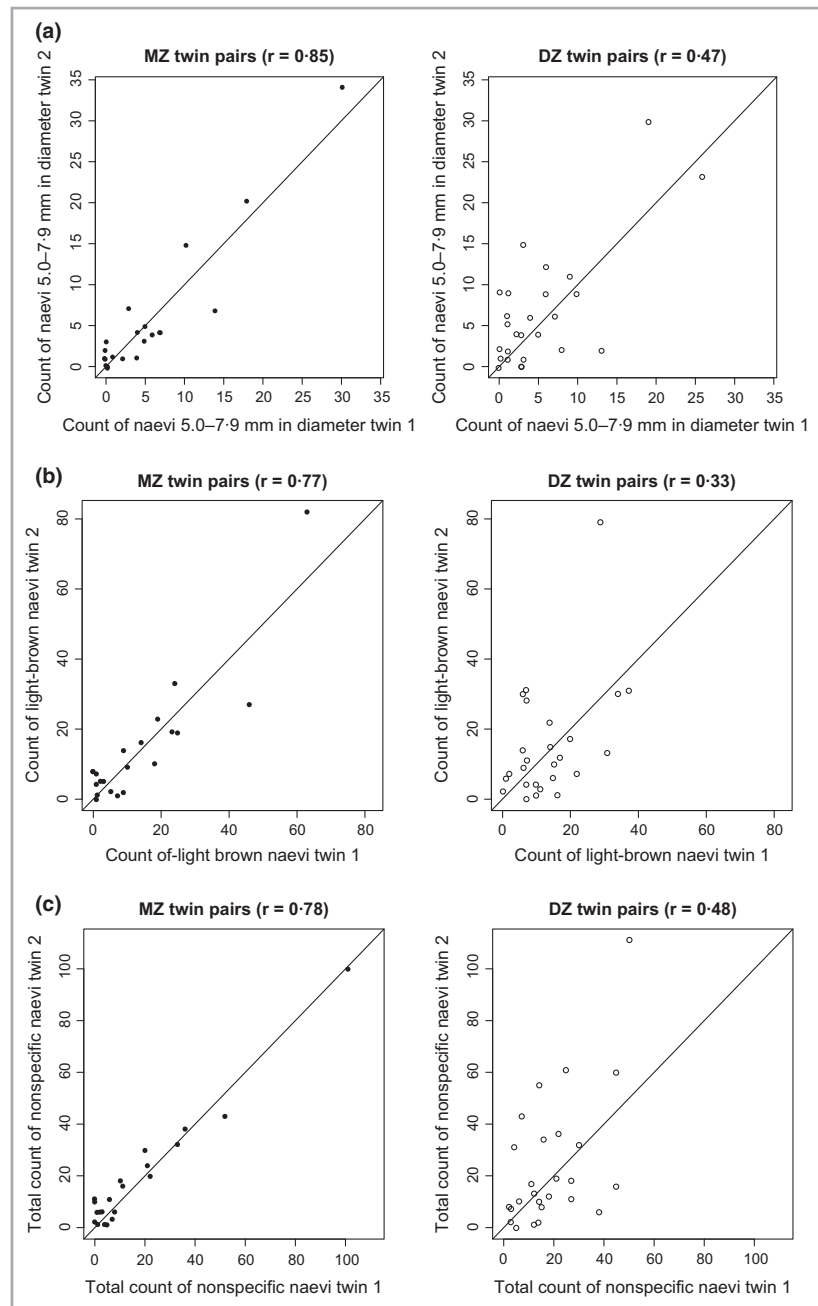 (a)
MZ twin pairs (r = 0·85)
Count of naevi 5.0–7·9 mm in diameter twin 2
0 5 10 15 20 25 30 35
0 5 10 15 20 25 30 35
Count of naevi 5.0–7·9 mm in diameter twin 1
DZ twin pairs (r = 0·47)
Count of naevi 5.0–7·9 mm in diameter twin 2
0 5 10 15 20 25 30 35
0 5 10 15 20 25 30 35
Count of naevi 5.0–7·9 mm in diameter twin 1
(b)
MZ twin pairs (r = 0·77)
Count of light-brown naevi twin 2
0 20 40 60 80
0 20 40 60 80
Count of-light brown naevi twin 1
DZ twin pairs (r = 0·33)
Count of light-brown naevi twin 2
0 20 40 60 80
0 20 40 60 80
Count of light-brown naevi twin 1
(c)
MZ twin pairs (r = 0·78)
Total count of nonspecific naevi twin 2
0 20 40 60 80 100
0 20 40 60 80 100
Total count of nonspecific naevi twin 1
DZ twin pairs (r = 0·48)
Total count of nonspecific naevi twin 2
0 20 40 60 80 100
0 20 40 60 80 100
Total count of nonspecific naevi twin 1